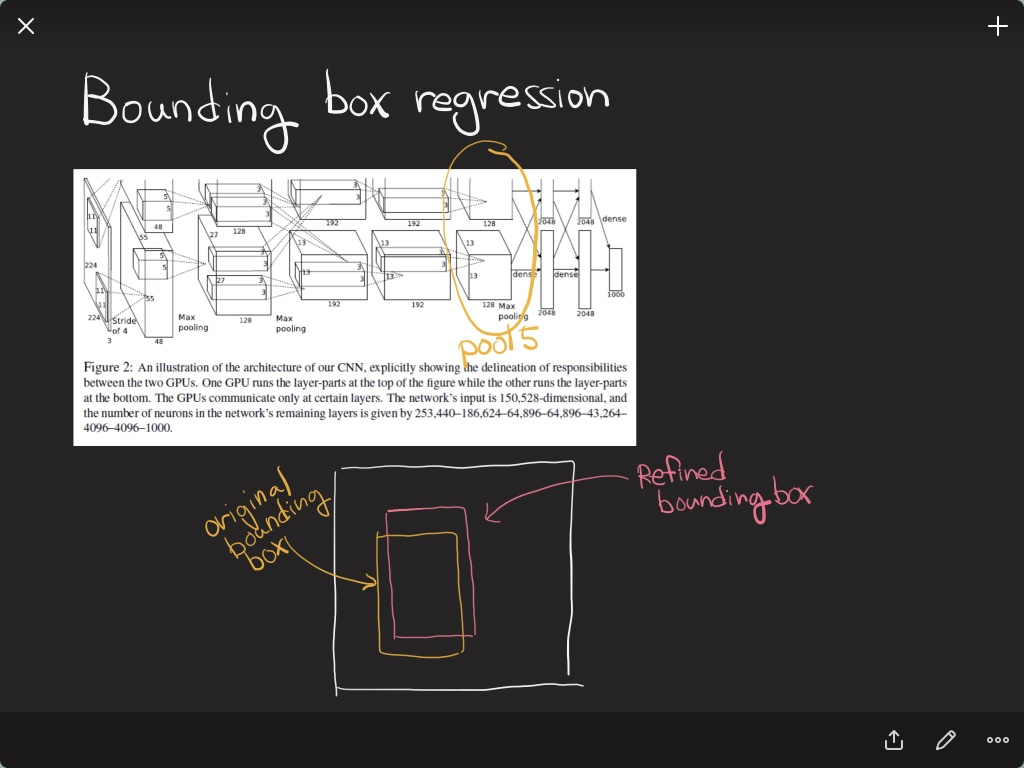 Bounding box regression
11
11
224
11
11
224
3
Stride
of 4
5
5
48
55
5
5
55
48
Max
pooling
3
3
3
128
27
3
3
27
3
3
128
Max
pooling
3
3
192
13
3
3
13
192
3
3
192
13
3
3
13
192
128
13
13
128
Max
pooling
dense
2048
2048
dense
2048
2048
dense
1000
pool5
Figure 2: An illustration of the architecture of our CNN, explicitly showing the delineation of responsibilities
between the two GPUs. One GPU runs the layer-parts at the top of the figure while the other runs the layer-parts
at the bottom. The GPUs communicate only at certain layers. The network's input is 150,528-dimensional, and
the number of neurons in the network's remaining layers is given by 253,440–186,624–64,896–64,896–43,264–
4096–4096–1000.
original
bounding
box
Refined
bounding box